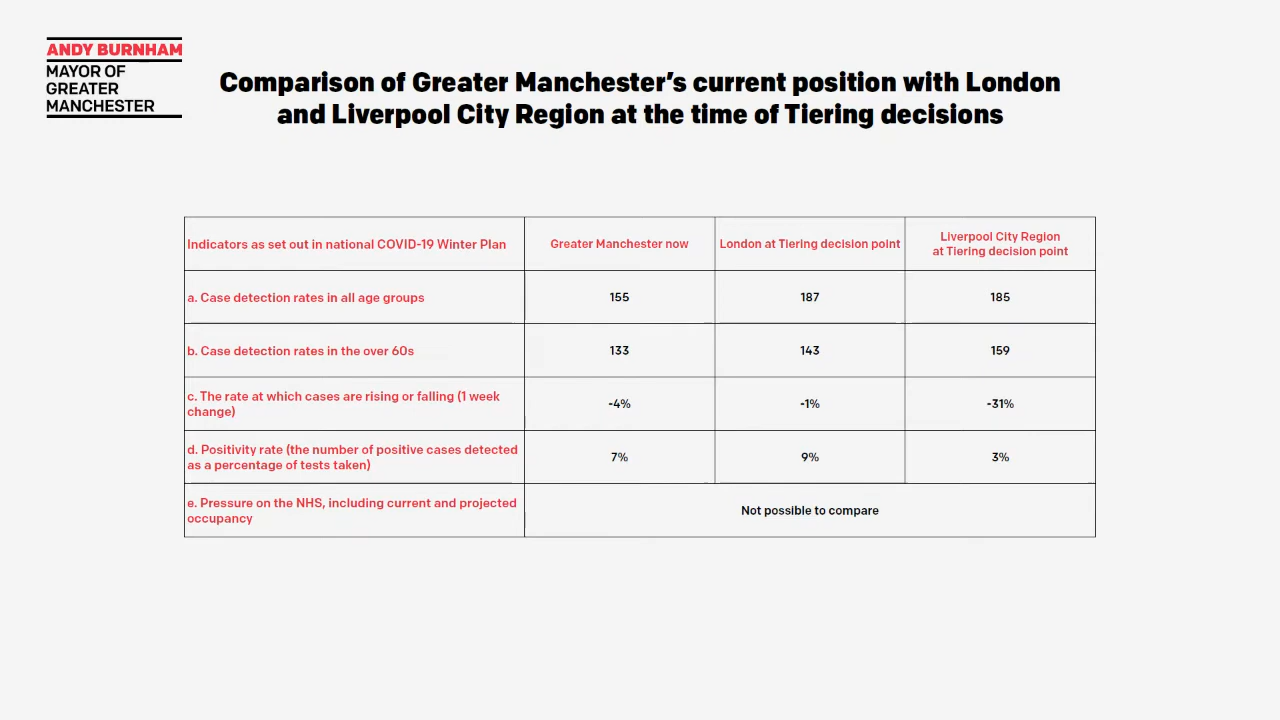 ANDY BURNHAM
MAYOR OF
GREATER
MANCHESTER
Comparison of Greater Manchester’s current position with London
and Liverpool City Region at the time of Tiering decisions
Indicators as set out in national COVID-19 Winter Plan
Greater Manchester now
London at Tiering decision point
Liverpool City Region
at Tiering decision point
a. Case detection rates in all age groups
155
187
185
b. Case detection rates in the over 60s
133
143
159
c. The rate at which cases are rising or falling (1 week
change)
-4%
-1%
-31%
d. Positivity rate (the number of positive cases detected
as a percentage of tests taken)
7%
9%
3%
e. Pressure on the NHS, including current and projected
occupancy
Not possible to compare